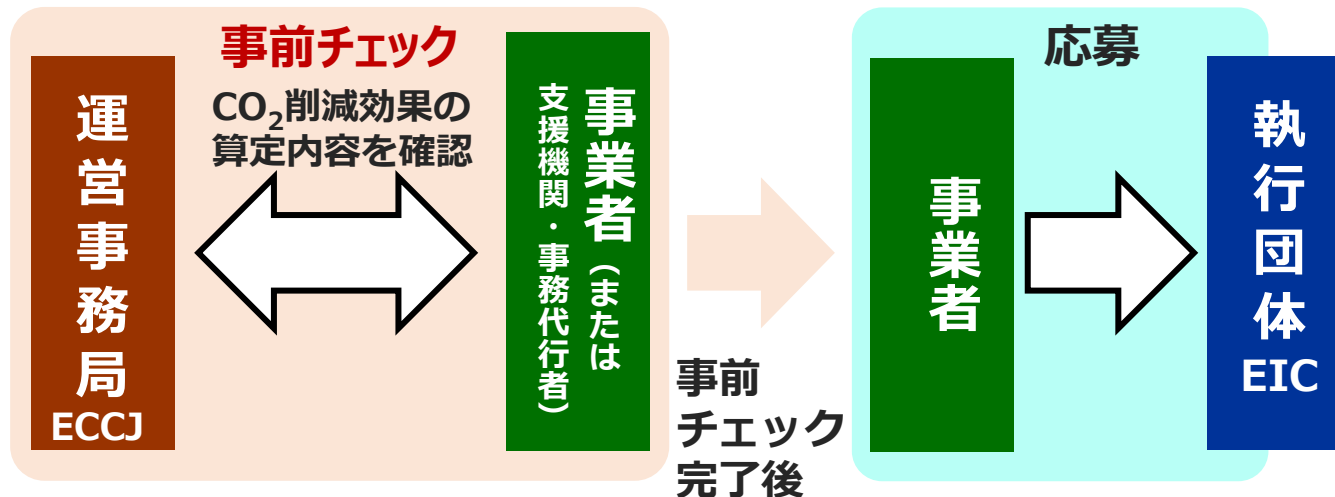 事前チェック
運営事務局
ECCJ
CO₂削減効果の
算定内容を確認
事業者（または
支援機関・事務代行者）
事前
チェック
完了後
応募
事業者
執行団体
EIC